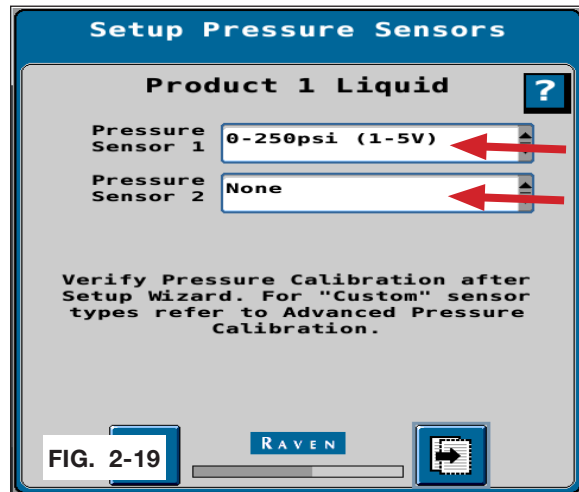 Setup Pressure Sensors
Product 1 Liquid
?
Pressure
Sensor 1
0-250psi (1-5V)
Pressure
Sensor 2
None
Verify Pressure Calibration after
Setup Wizard. For "Custom" sensor
types refer to Advanced Pressure
Calibration.
RAVEN
FIG. 2-19